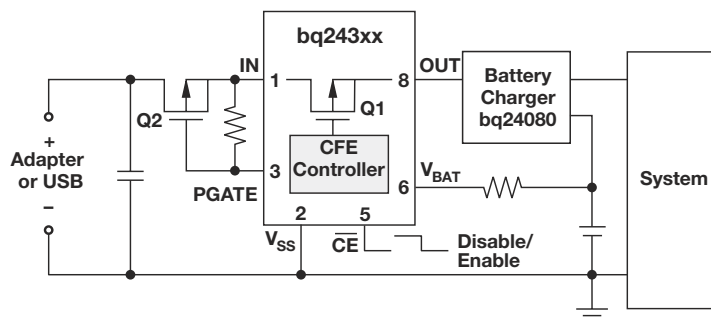 bq243xx
IN
1
8
OUT
Battery
Charger
bq24080
Q1
Q2
+
Adapter
or USB
–
CFE
Controller
3
PGATE
6
V_BAT
System
2
5
V_SS
C̅E̅
Disable/
Enable